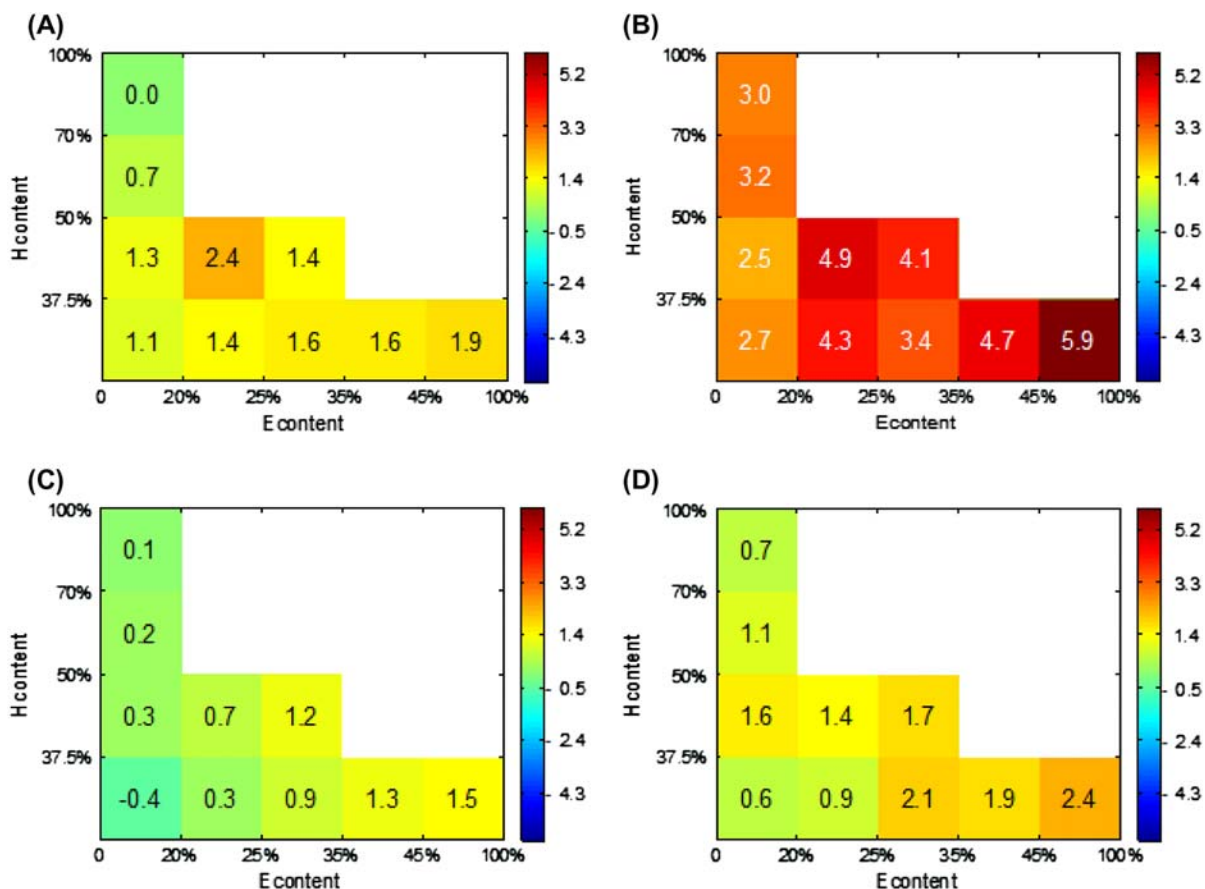 (A) (B)
100% 5.2 100% 5.2
0.0 3.0
70% 3.3 70% 3.3
0.7 3.2
Hcontent 50% 1.4 Hcontent 50% 1.4
- 0.5 - 0.5
1.3 2.4 1.4 2.5 4.9 4.1
37.5% - 2.4 37.5% - 2.4
1.1 1.4 1.6 1.6 1.9 - 4.3 2.7 4.3 3.4 4.7 5.9 - 4.3
0 20% 25% 35% 45% 100% 0 20% 25% 35% 45% 100%
Econtent Econtent
(C) (D)
100% 5.2 100% 5.2
0.1 0.7
70% 3.3 70% 3.3
0.2 1.1
Hcontent 50% 1.4 Hcontent 50% 1.4
- 0.5 - 0.5
0.3 0.7 1.2 1.6 1.4 1.7
37.5% - 2.4 37.5% - 2.4
-0.4 0.3 0.9 1.3 1.5 - 4.3 0.6 0.9 2.1 1.9 2.4 - 4.3
0 20% 25% 35% 45% 100% 0 20% 25% 35% 45% 100%
Econtent Econtent